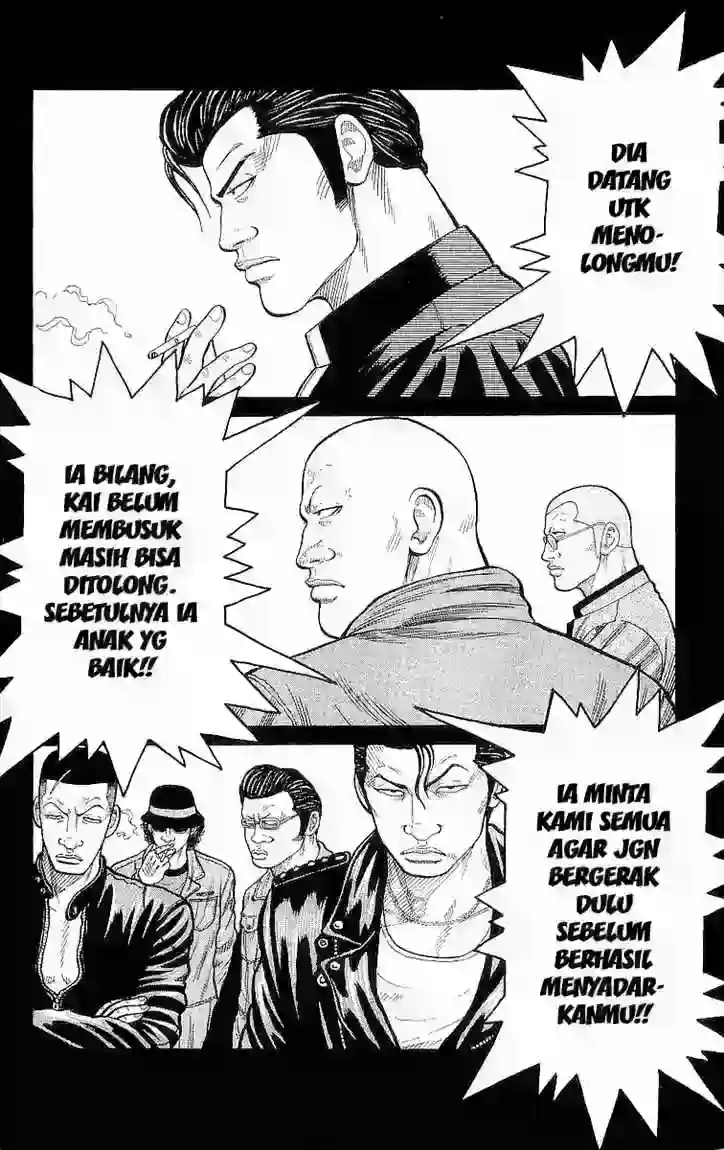 DIA
DATANG
UTK
MENO-
LONGMU!
IA BILANG,
KAI BELUM
MEMBUSUK
MASIH BISA
DITOLONG.
SEBETULNYA IA
ANAK YG
BAIK!!
IA MINTA
KAMI SEMUA
AGAR JGN
BERGERAK
DULU
SEBELUM
BERHASIL
MENYADAR-
KANMU!!